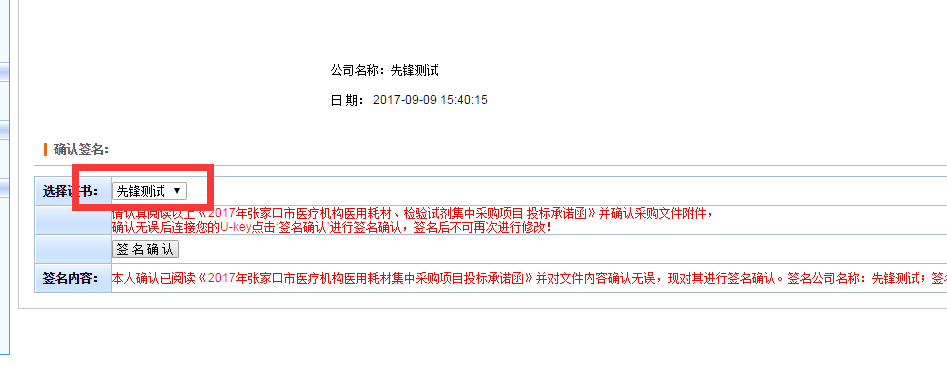 公司名称：先锋测试
日 期： 2017-09-09 15:40:15
确认签名：
选择证书： 先锋测试
请认真阅读以上《2017年张家口市医疗机构医用耗材、检验试剂集中采购项目 投标承诺函》并确认采购文件附件，
确认无误后连接您的U-key点击'签名确认'进行签名确认，签名后不可再次进行修改！
签 名 确 认
签名内容： 本人确认已阅读《2017年张家口市医疗机构医用耗材集中采购项目投标承诺函》并对文件内容确认无误，现对其进行签名确认。签名公司名称：先锋测试；签名